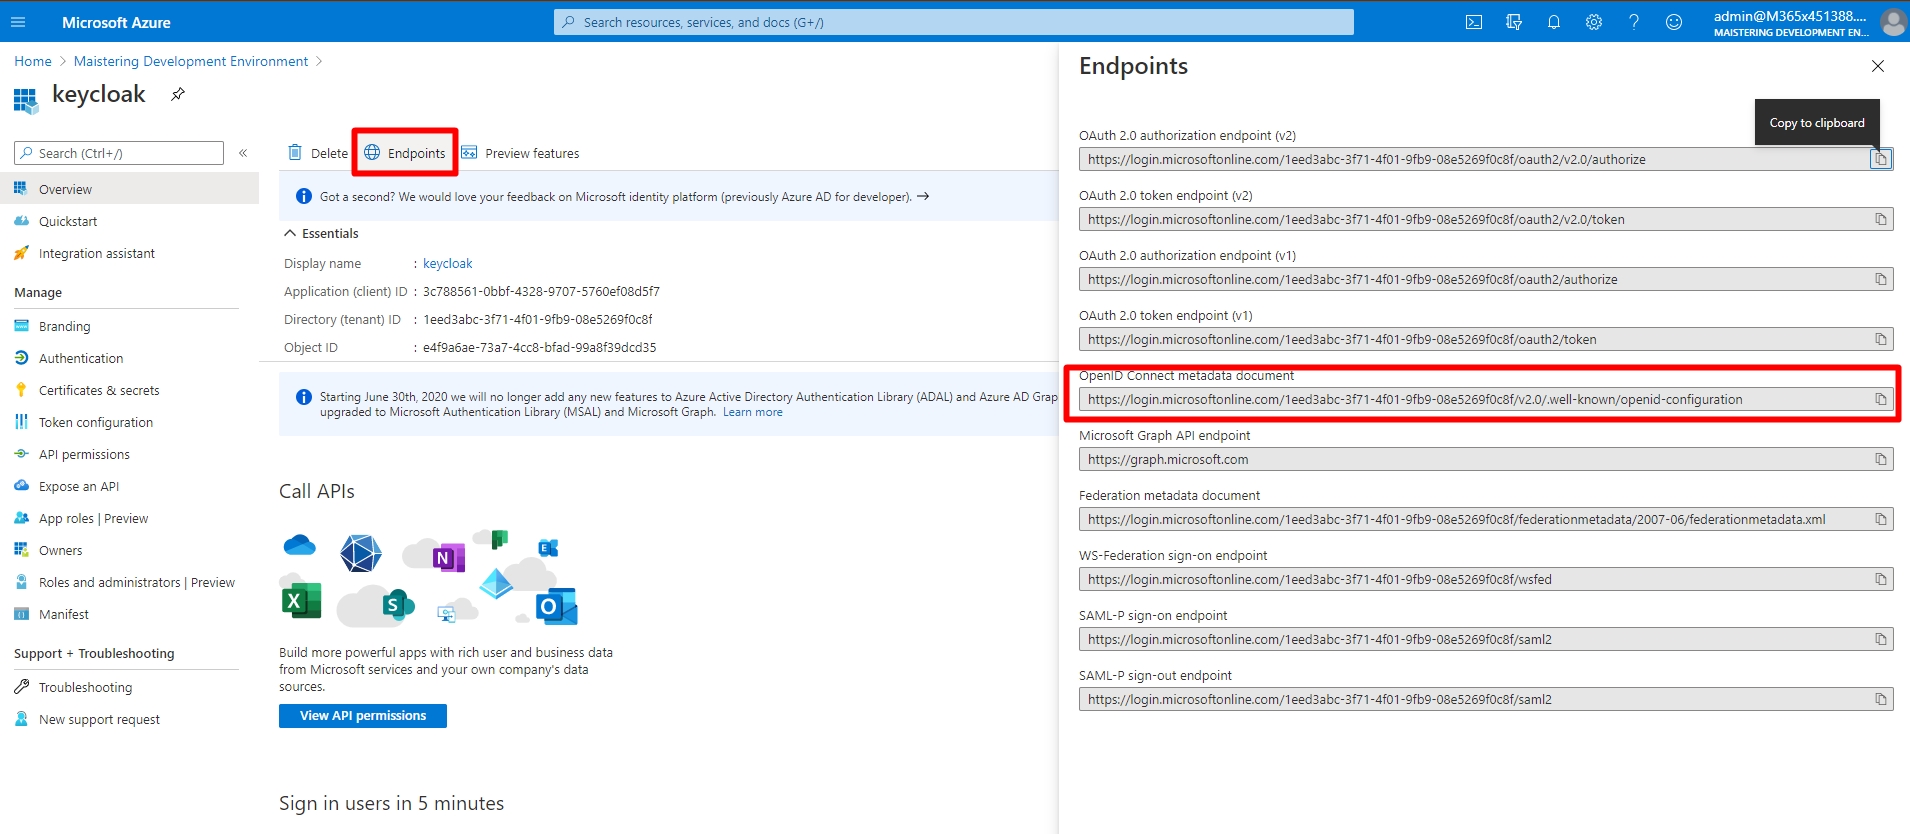 Microsoft Azure
Search resources, services, and docs (G+/)
admin@M365x451388....
MAISTERING DEVELOPMENT EN...
Home > Maistering Development Environment >
keycloak
Search (Ctrl+/)
«
Overview
Quickstart
Integration assistant
Manage
Branding
Authentication
Certificates & secrets
Token configuration
API permissions
Expose an API
App roles | Preview
Owners
Roles and administrators | Preview
Manifest
Support + Troubleshooting
Troubleshooting
New support request
Delete
Endpoints
Preview features
Got a second? We would love your feedback on Microsoft identity platform (previously Azure AD for developer). →
Essentials
Display name : keycloak
Application (client) ID : 3c788561-0bbf-4328-9707-5760ef08d5f7
Directory (tenant) ID : 1eed3abc-3f71-4f01-9fb9-08e5269f0c8f
Object ID : e4f9a6ae-73a7-4cc8-bfad-99a8f39dcd35
Starting June 30th, 2020 we will no longer add any new features to Azure Active Directory Authentication Library (ADAL) and Azure AD Grap
upgraded to Microsoft Authentication Library (MSAL) and Microsoft Graph. Learn more
Call APIs
N
E
X
S
O
Build more powerful apps with rich user and business data
from Microsoft services and your own company's data
sources.
View API permissions
Sign in users in 5 minutes
Endpoints
Copy to clipboard
OAuth 2.0 authorization endpoint (v2)
https://login.microsoftonline.com/1eed3abc-3f71-4f01-9fb9-08e5269f0c8f/oauth2/v2.0/authorize
OAuth 2.0 token endpoint (v2)
https://login.microsoftonline.com/1eed3abc-3f71-4f01-9fb9-08e5269f0c8f/oauth2/v2.0/token
OAuth 2.0 authorization endpoint (v1)
https://login.microsoftonline.com/1eed3abc-3f71-4f01-9fb9-08e5269f0c8f/oauth2/authorize
OAuth 2.0 token endpoint (v1)
https://login.microsoftonline.com/1eed3abc-3f71-4f01-9fb9-08e5269f0c8f/oauth2/token
OpenID Connect metadata document
https://login.microsoftonline.com/1eed3abc-3f71-4f01-9fb9-08e5269f0c8f/v2.0/.well-known/openid-configuration
Microsoft Graph API endpoint
https://graph.microsoft.com
Federation metadata document
https://login.microsoftonline.com/1eed3abc-3f71-4f01-9fb9-08e5269f0c8f/federationmetadata/2007-06/federationmetadata.xml
WS-Federation sign-on endpoint
https://login.microsoftonline.com/1eed3abc-3f71-4f01-9fb9-08e5269f0c8f/wsfed
SAML-P sign-on endpoint
https://login.microsoftonline.com/1eed3abc-3f71-4f01-9fb9-08e5269f0c8f/saml2
SAML-P sign-out endpoint
https://login.microsoftonline.com/1eed3abc-3f71-4f01-9fb9-08e5269f0c8f/saml2